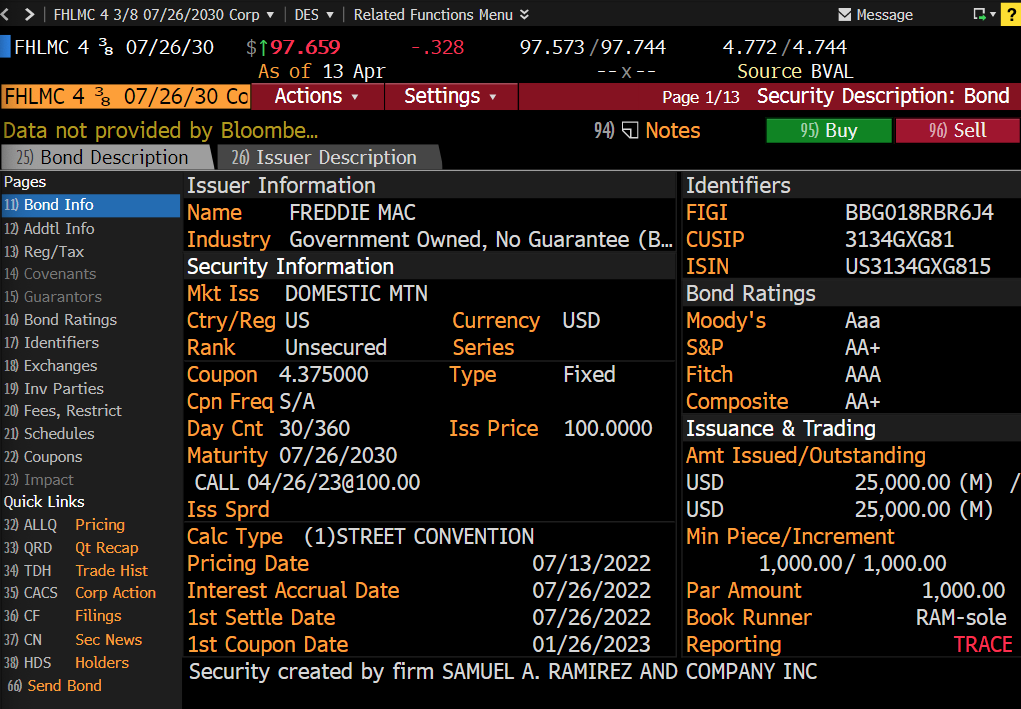 FHLMC 4 3/8 07/26/2030 Corp DES Related Functions Menu Message ?
FHLMC 4 ⅜ 07/26/30 $↑97.659 -.328 97.573/97.744 4.772/4.744
As of 13 Apr --x-- Source BVAL
FHLMC 4 ⅜ 07/26/30 Co Actions Settings Page 1/13 Security Description: Bond
Data not provided by Bloombe... 94) Notes 95) Buy 96) Sell
25) Bond Description 26) Issuer Description
Pages
11) Bond Info
12) Addtl Info
13) Reg/Tax
14) Covenants
15) Guarantors
16) Bond Ratings
17) Identifiers
18) Exchanges
19) Inv Parties
20) Fees, Restrict
21) Schedules
22) Coupons
23) Impact
Quick Links
32) ALLQ Pricing
33) QRD Qt Recap
34) TDH Trade Hist
35) CACS Corp Action
36) CF Filings
37) CN Sec News
38) HDS Holders
66) Send Bond
Issuer Information
Name FREDDIE MAC
Industry Government Owned, No Guarantee (B...
Security Information
Mkt Iss DOMESTIC MTN
Ctry/Reg US Currency USD
Rank Unsecured Series
Coupon 4.375000 Type Fixed
Cpn Freq S/A
Day Cnt 30/360 Iss Price 100.0000
Maturity 07/26/2030
CALL 04/26/23@100.00
Iss Sprd
Calc Type (1)STREET CONVENTION
Pricing Date 07/13/2022
Interest Accrual Date 07/26/2022
1st Settle Date 07/26/2022
1st Coupon Date 01/26/2023
Identifiers
FIGI BBG018RBR6J4
CUSIP 3134GXG81
ISIN US3134GXG815
Bond Ratings
Moody's Aaa
S&P AA+
Fitch AAA
Composite AA+
Issuance & Trading
Amt Issued/Outstanding
USD 25,000.00 (M) /
USD 25,000.00 (M)
Min Piece/Increment
1,000.00/ 1,000.00
Par Amount 1,000.00
Book Runner RAM-sole
Reporting TRACE
Security created by firm SAMUEL A. RAMIREZ AND COMPANY INC